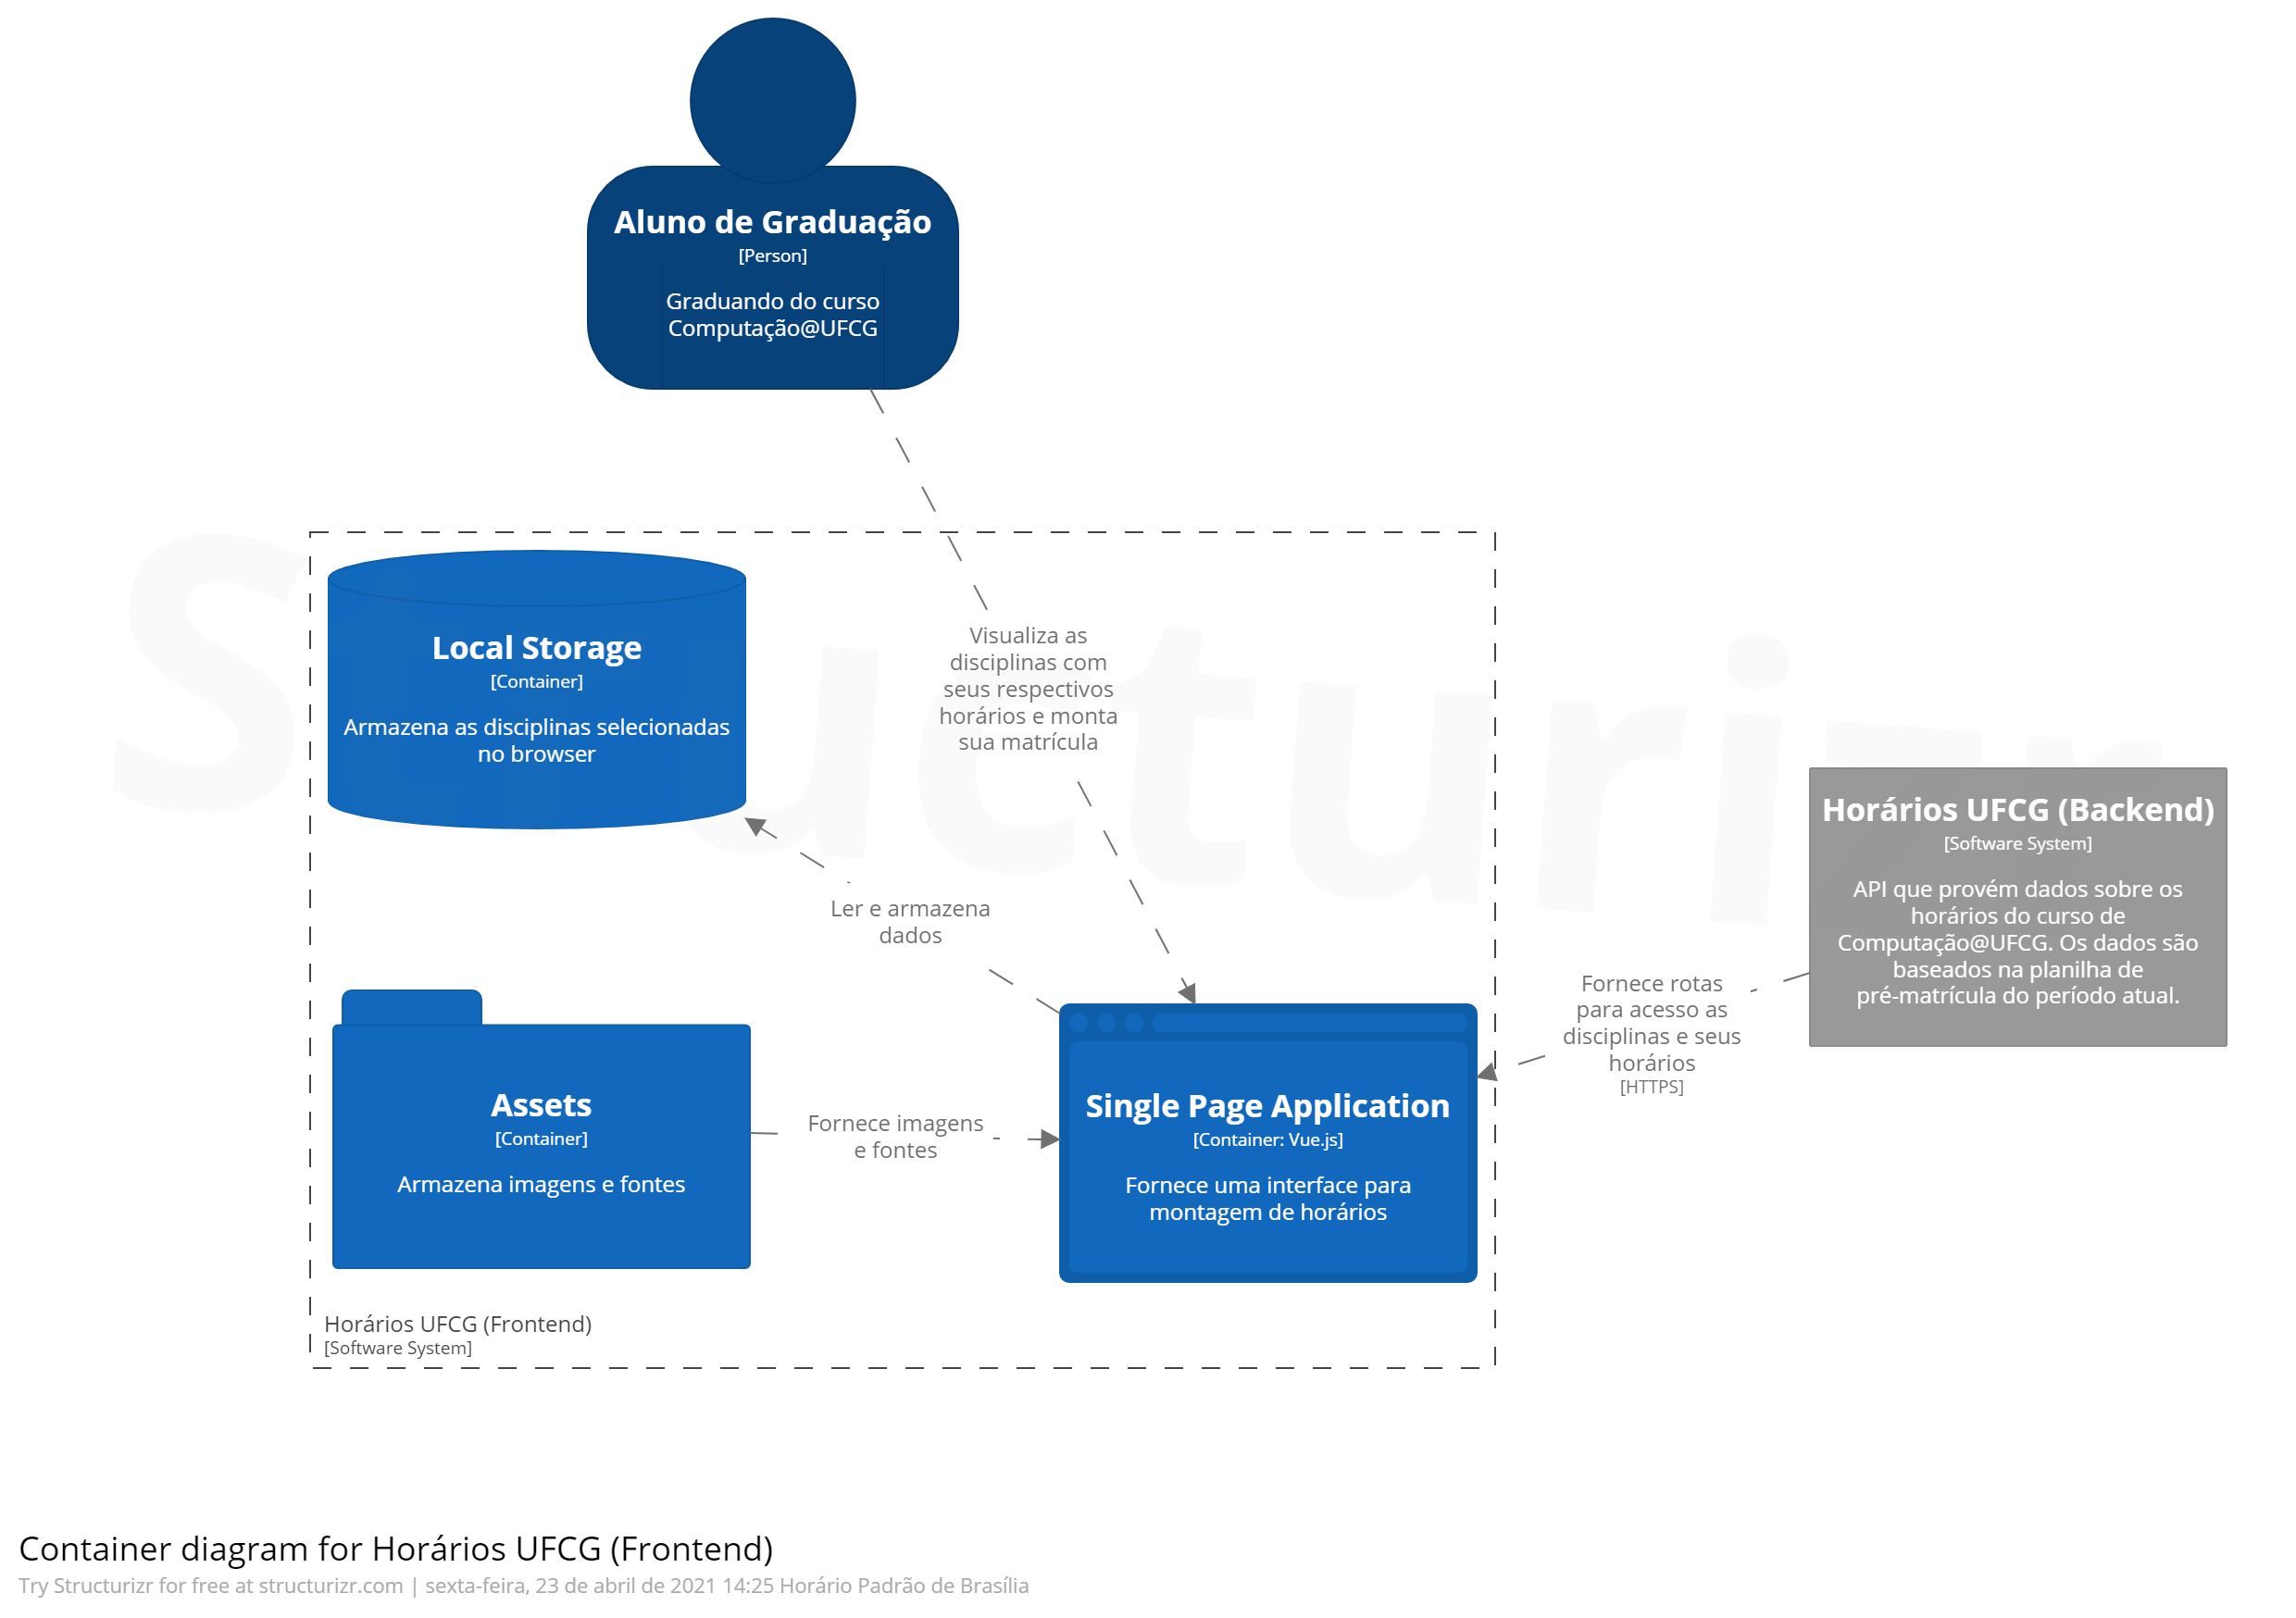 Aluno de Graduação
[Person]
Graduando do curso
Computação@UFCG
Structurizr
Local Storage
[Container]
Armazena as disciplinas selecionadas
no browser
Visualiza as
disciplinas com
seus respectivos
horários e monta
sua matrícula
Horários UFCG (Backend)
[Software System]
API que provém dados sobre os
horários do curso de
Computação@UFCG. Os dados são
baseados na planilha de
pré-matrícula do período atual.
Ler e armazena
dados
Fornece rotas
para acesso as
disciplinas e seus
horários
[HTTPS]
Assets
[Container]
Armazena imagens e fontes
Fornece imagens
e fontes
Single Page Application
[Container: Vue.js]
Fornece uma interface para
montagem de horários
Horários UFCG (Frontend)
[Software System]
Container diagram for Horários UFCG (Frontend)
Try Structurizr for free at structurizr.com | sexta-feira, 23 de abril de 2021 14:25 Horário Padrão de Brasília